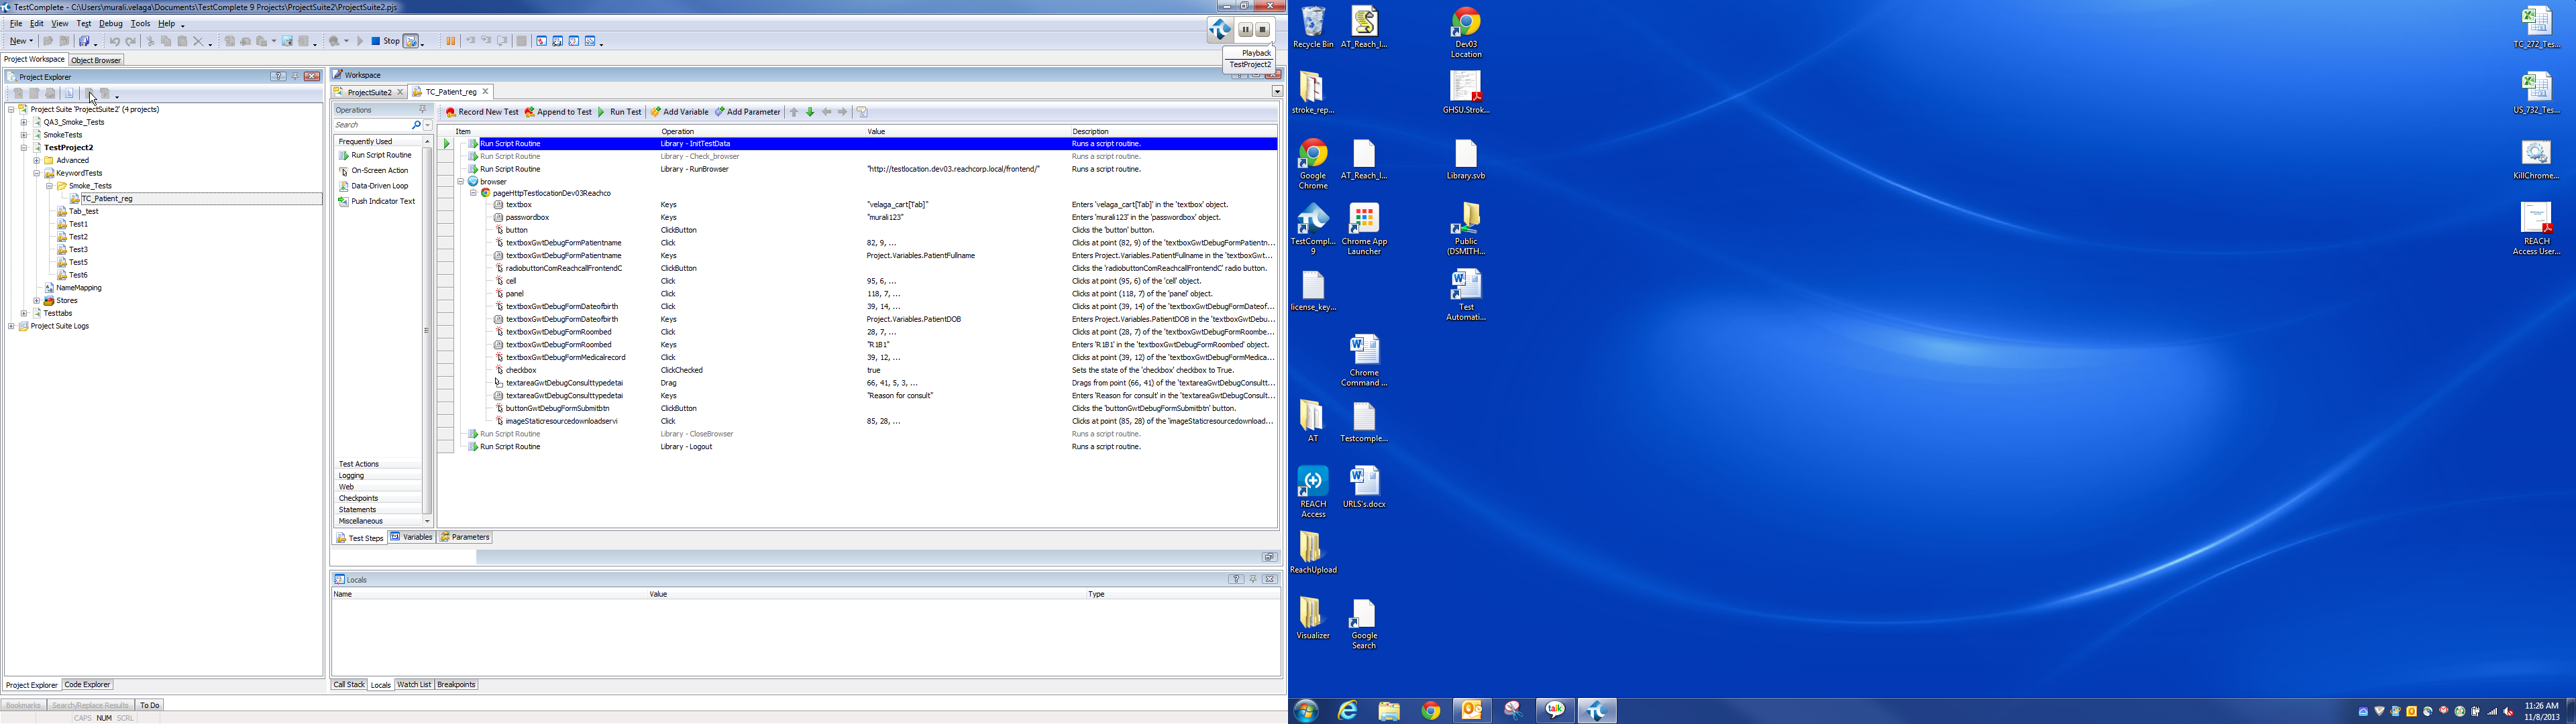 TestComplete - C:\Users\murali.velaga\Documents\TestComplete 9 Projects\ProjectSuite2\ProjectSuite2.pjs
File Edit View Test Debug Tools Help
New Stop
Playback
TestProject2
Project Workspace Object Browser
Project Explorer
Project Suite 'ProjectSuite2' (4 projects)
QA3_Smoke_Tests
SmokeTests
TestProject2
Advanced
KeywordTests
Smoke_Tests
TC_Patient_reg
Tab_test
Test1
Test2
Test3
Test5
Test6
NameMapping
Stores
Testtabs
Project Suite Logs
Project Explorer Code Explorer
Workspace
ProjectSuite2 TC_Patient_reg
Operations
Search
Frequently Used
Run Script Routine
On-Screen Action
Data-Driven Loop
Push Indicator Text
Test Actions
Logging
Web
Checkpoints
Statements
Miscellaneous
Record New Test Append to Test Run Test Add Variable Add Parameter
Item Operation Value Description
Run Script Routine Library - InitTestData Runs a script routine.
Run Script Routine Library - Check_browser Runs a script routine.
Run Script Routine Library - RunBrowser "http://testlocation.dev03.reachcorp.local/frontend/" Runs a script routine.
browser
pageHttpTestlocationDev03Reachco
textbox Keys "velaga_cart[Tab]" Enters 'velaga_cart[Tab]' in the 'textbox' object.
passwordbox Keys "murali123" Enters 'murali123' in the 'passwordbox' object.
button ClickButton Clicks the 'button' button.
textboxGwtDebugFormPatientname Click 82, 9, ... Clicks at point (82, 9) of the 'textboxGwtDebugFormPatientn...
textboxGwtDebugFormPatientname Keys Project.Variables.PatientFullname Enters Project.Variables.PatientFullname in the 'textboxGwt...
radiobuttonComReachcallFrontendC ClickButton Clicks the 'radiobuttonComReachcallFrontendC' radio button.
cell Click 95, 6, ... Clicks at point (95, 6) of the 'cell' object.
panel Click 118, 7, ... Clicks at point (118, 7) of the 'panel' object.
textboxGwtDebugFormDateofbirth Click 39, 14, ... Clicks at point (39, 14) of the 'textboxGwtDebugFormDateof...
textboxGwtDebugFormDateofbirth Keys Project.Variables.PatientDOB Enters Project.Variables.PatientDOB in the 'textboxGwtDebu...
textboxGwtDebugFormRoombed Click 28, 7, ... Clicks at point (28, 7) of the 'textboxGwtDebugFormRoombe...
textboxGwtDebugFormRoombed Keys "R1B1" Enters 'R1B1' in the 'textboxGwtDebugFormRoombed' object.
textboxGwtDebugFormMedicalrecord Click 39, 12, ... Clicks at point (39, 12) of the 'textboxGwtDebugFormMedica...
checkbox ClickChecked true Sets the state of the 'checkbox' checkbox to True.
textareaGwtDebugConsulttypedetai Drag 66, 41, 5, 3, ... Drags from point (66, 41) of the 'textareaGwtDebugConsultt...
textareaGwtDebugConsulttypedetai Keys "Reason for consult" Enters 'Reason for consult' in the 'textareaGwtDebugConsultt...
buttonGwtDebugFormSubmitbtn ClickButton Clicks the 'buttonGwtDebugFormSubmitbtn' button.
imageStaticresourcedownloadservi Click 85, 28, ... Clicks at point (85, 28) of the 'imageStaticresourcedownload...
Run Script Routine Library - CloseBrowser Runs a script routine.
Run Script Routine Library - Logout Runs a script routine.
Test Steps Variables Parameters
Locals
Name Value Type
Call Stack Locals Watch List Breakpoints
Bookmarks Search/Replace Results To Do
CAPS NUM SCRL
Recycle Bin
AT_Reach_I...
Dev03
Location
stroke_rep...
GHSU.Strok...
Google
Chrome
AT_Reach_I...
Library.svb
TestCompl...
9
Chrome App
Launcher
Public
(DSMITH...
license_key...
Test
Automati...
Chrome
Command ...
AT
Testcomple...
REACH
Access
URLS's.docx
ReachUpload
Visualizer
Google
Search
TC_272_Tes...
US_732_Tes...
KillChrome...
REACH
Access User...
talk
11:26 AM
11/8/2013